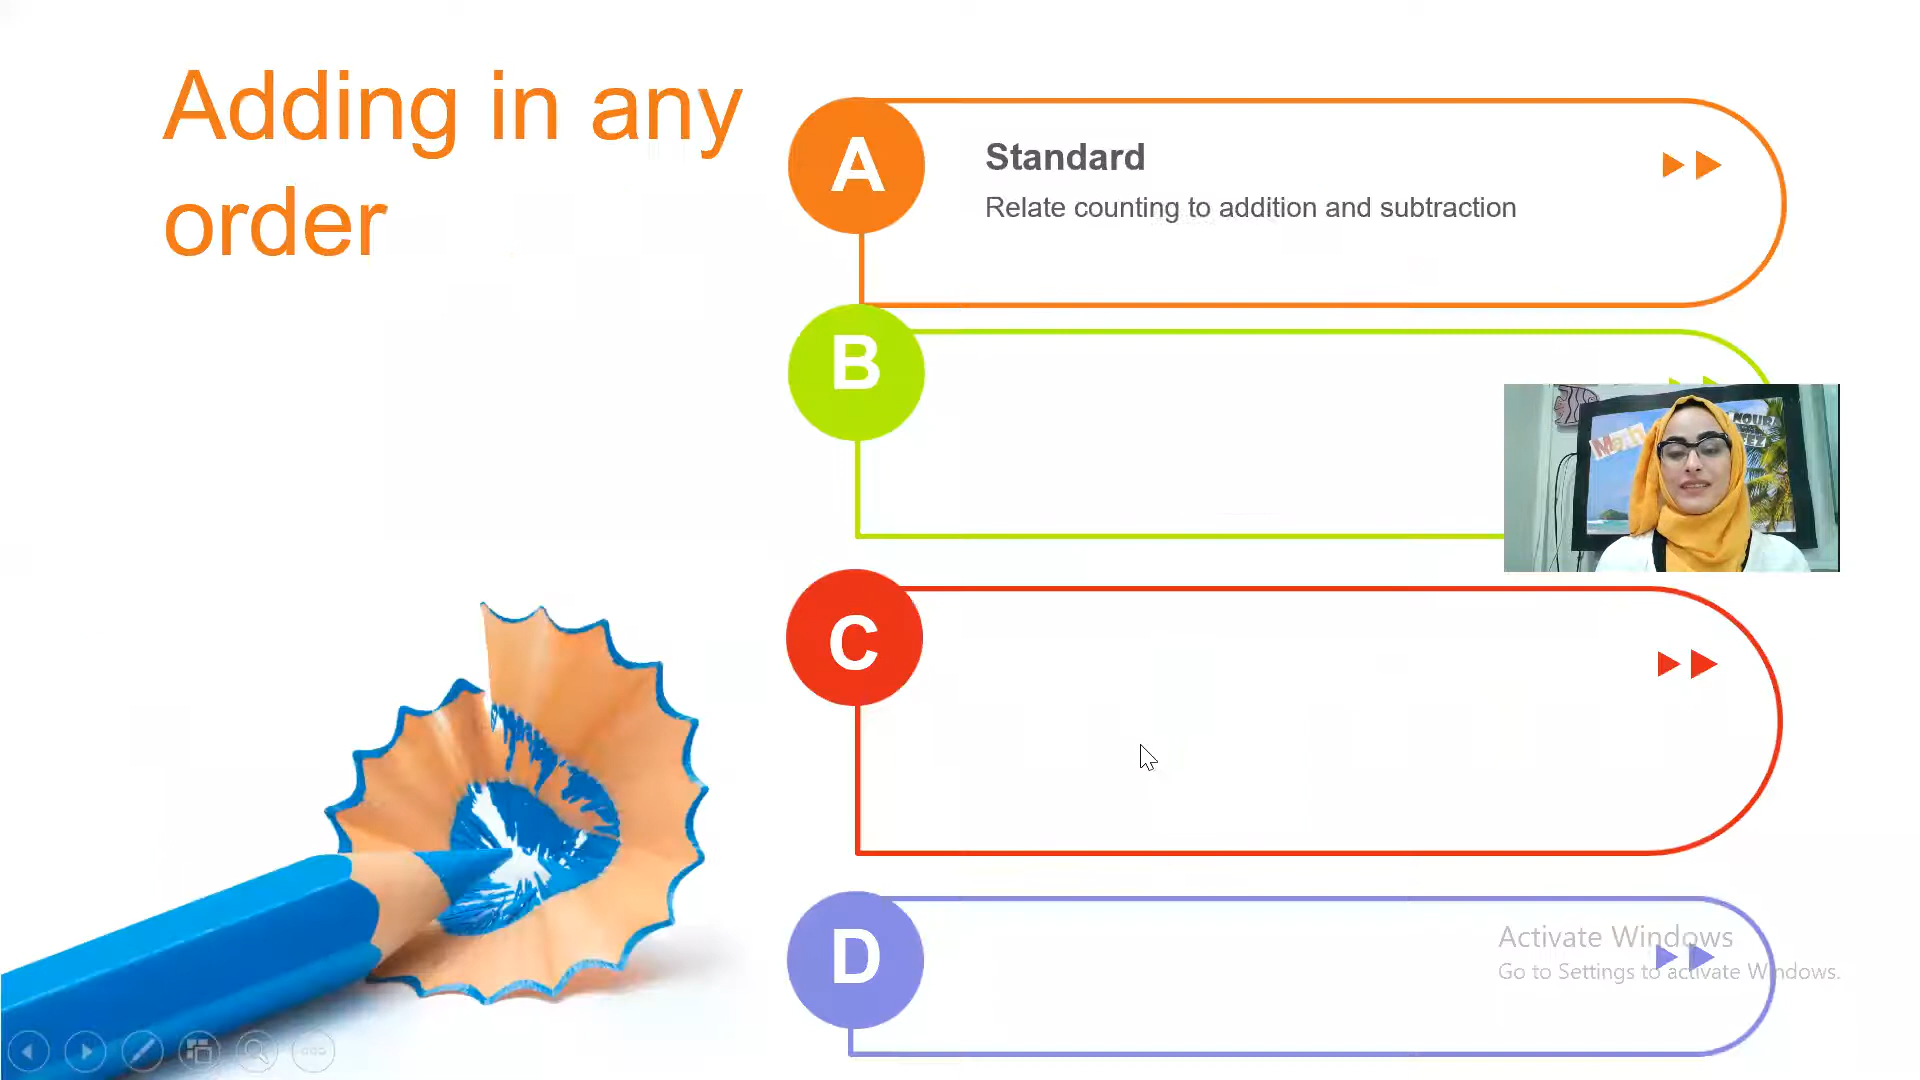 Adding in any
order
A
Standard
Relate counting to addition and subtraction
B
NOUR
C
D
Activate Windows
Go to Settings to activate Windows.